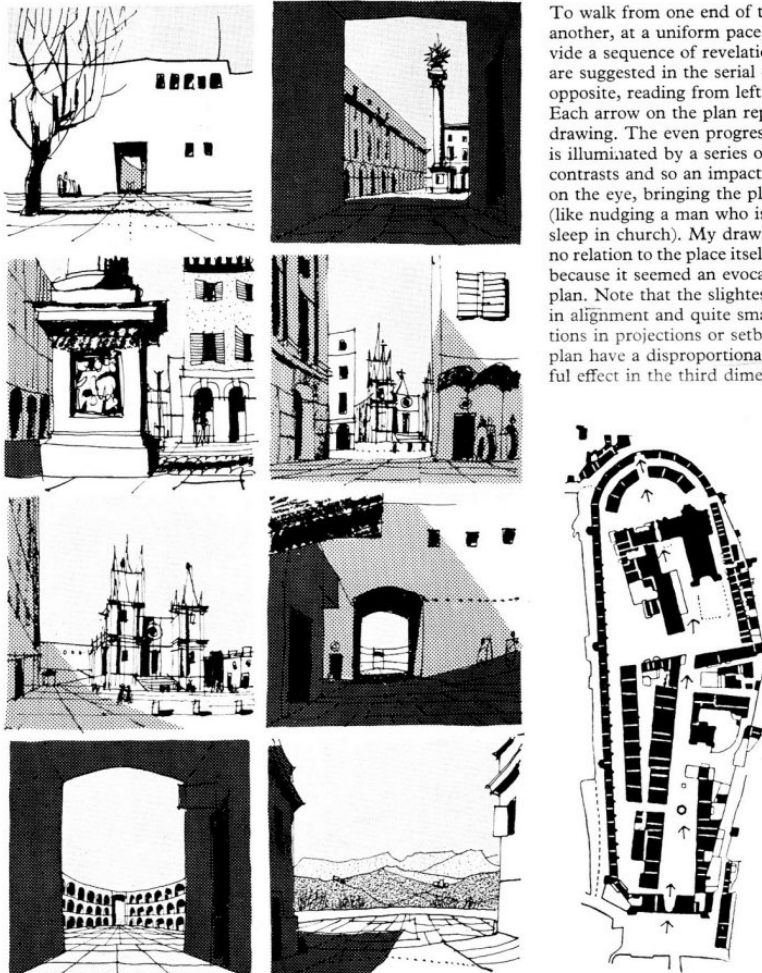 To walk from one end of t
another, at a uniform pace
vide a sequence of revelatio
are suggested in the serial
opposite, reading from left
Each arrow on the plan rep
drawing. The even progres
is illuminated by a series o
contrasts and so an impact
on the eye, bringing the pl
(like nudging a man who is
sleep in church). My draw
no relation to the place itsel
because it seemed an evoca
plan. Note that the slightes
in alignment and quite sma
tions in projections or setb
plan have a disproportiona
ful effect in the third dime